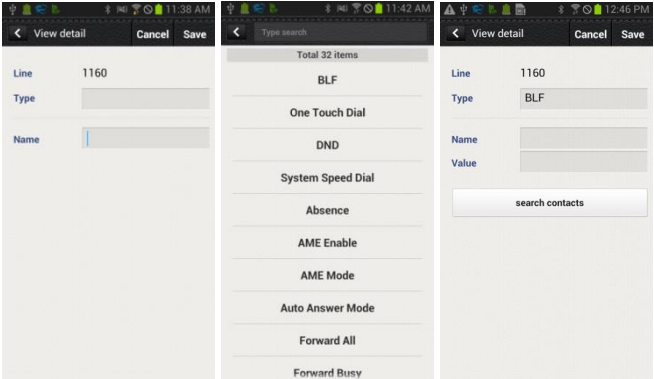 11:38 AM
View detail
Cancel
Save
Line
1160
Type
Name
11:42 AM
Type search
Total 32 items
BLF
One Touch Dial
DND
System Speed Dial
Absence
AME Enable
AME Mode
Auto Answer Mode
Forward All
Forward Busy
12:46 PM
View detail
Cancel
Save
Line
1160
Type
BLF
Name
Value
search contacts